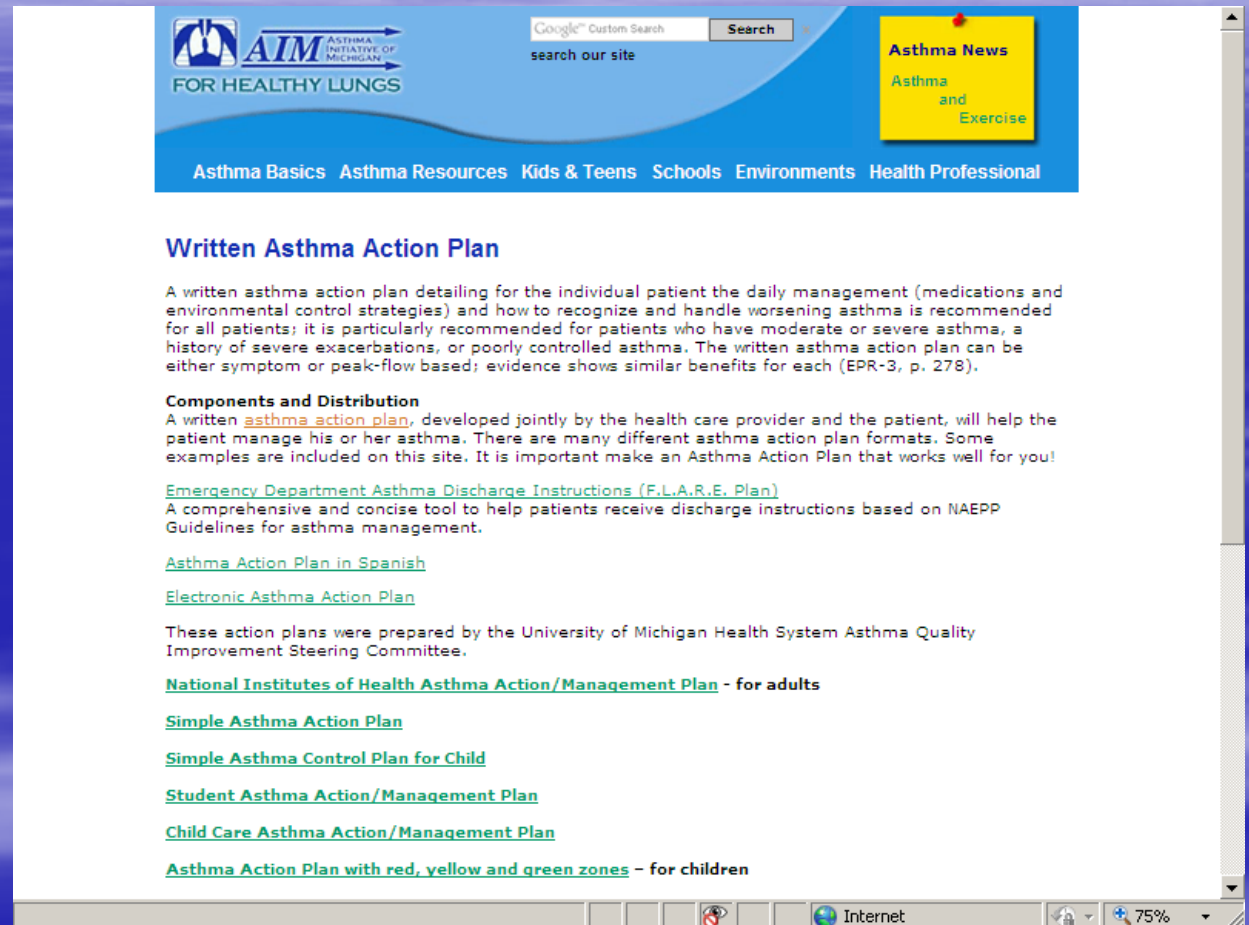 AIM ASTHMA
INITIATIVE OF
MICHIGAN
FOR HEALTHY LUNGS
Google™ Custom Search
Search
search our site
Asthma News
Asthma
and
Exercise
Asthma Basics Asthma Resources Kids & Teens Schools Environments Health Professional
Written Asthma Action Plan
A written asthma action plan detailing for the individual patient the daily management (medications and
environmental control strategies) and how to recognize and handle worsening asthma is recommended
for all patients; it is particularly recommended for patients who have moderate or severe asthma, a
history of severe exacerbations, or poorly controlled asthma. The written asthma action plan can be
either symptom or peak-flow based; evidence shows similar benefits for each (EPR-3, p. 278).
Components and Distribution
A written asthma action plan, developed jointly by the health care provider and the patient, will help the
patient manage his or her asthma. There are many different asthma action plan formats. Some
examples are included on this site. It is important make an Asthma Action Plan that works well for you!
Emergency Department Asthma Discharge Instructions (F.L.A.R.E. Plan)
A comprehensive and concise tool to help patients receive discharge instructions based on NAEPP
Guidelines for asthma management.
Asthma Action Plan in Spanish
Electronic Asthma Action Plan
These action plans were prepared by the University of Michigan Health System Asthma Quality
Improvement Steering Committee.
National Institutes of Health Asthma Action/Management Plan - for adults
Simple Asthma Action Plan
Simple Asthma Control Plan for Child
Student Asthma Action/Management Plan
Child Care Asthma Action/Management Plan
Asthma Action Plan with red, yellow and green zones – for children
Internet
75%